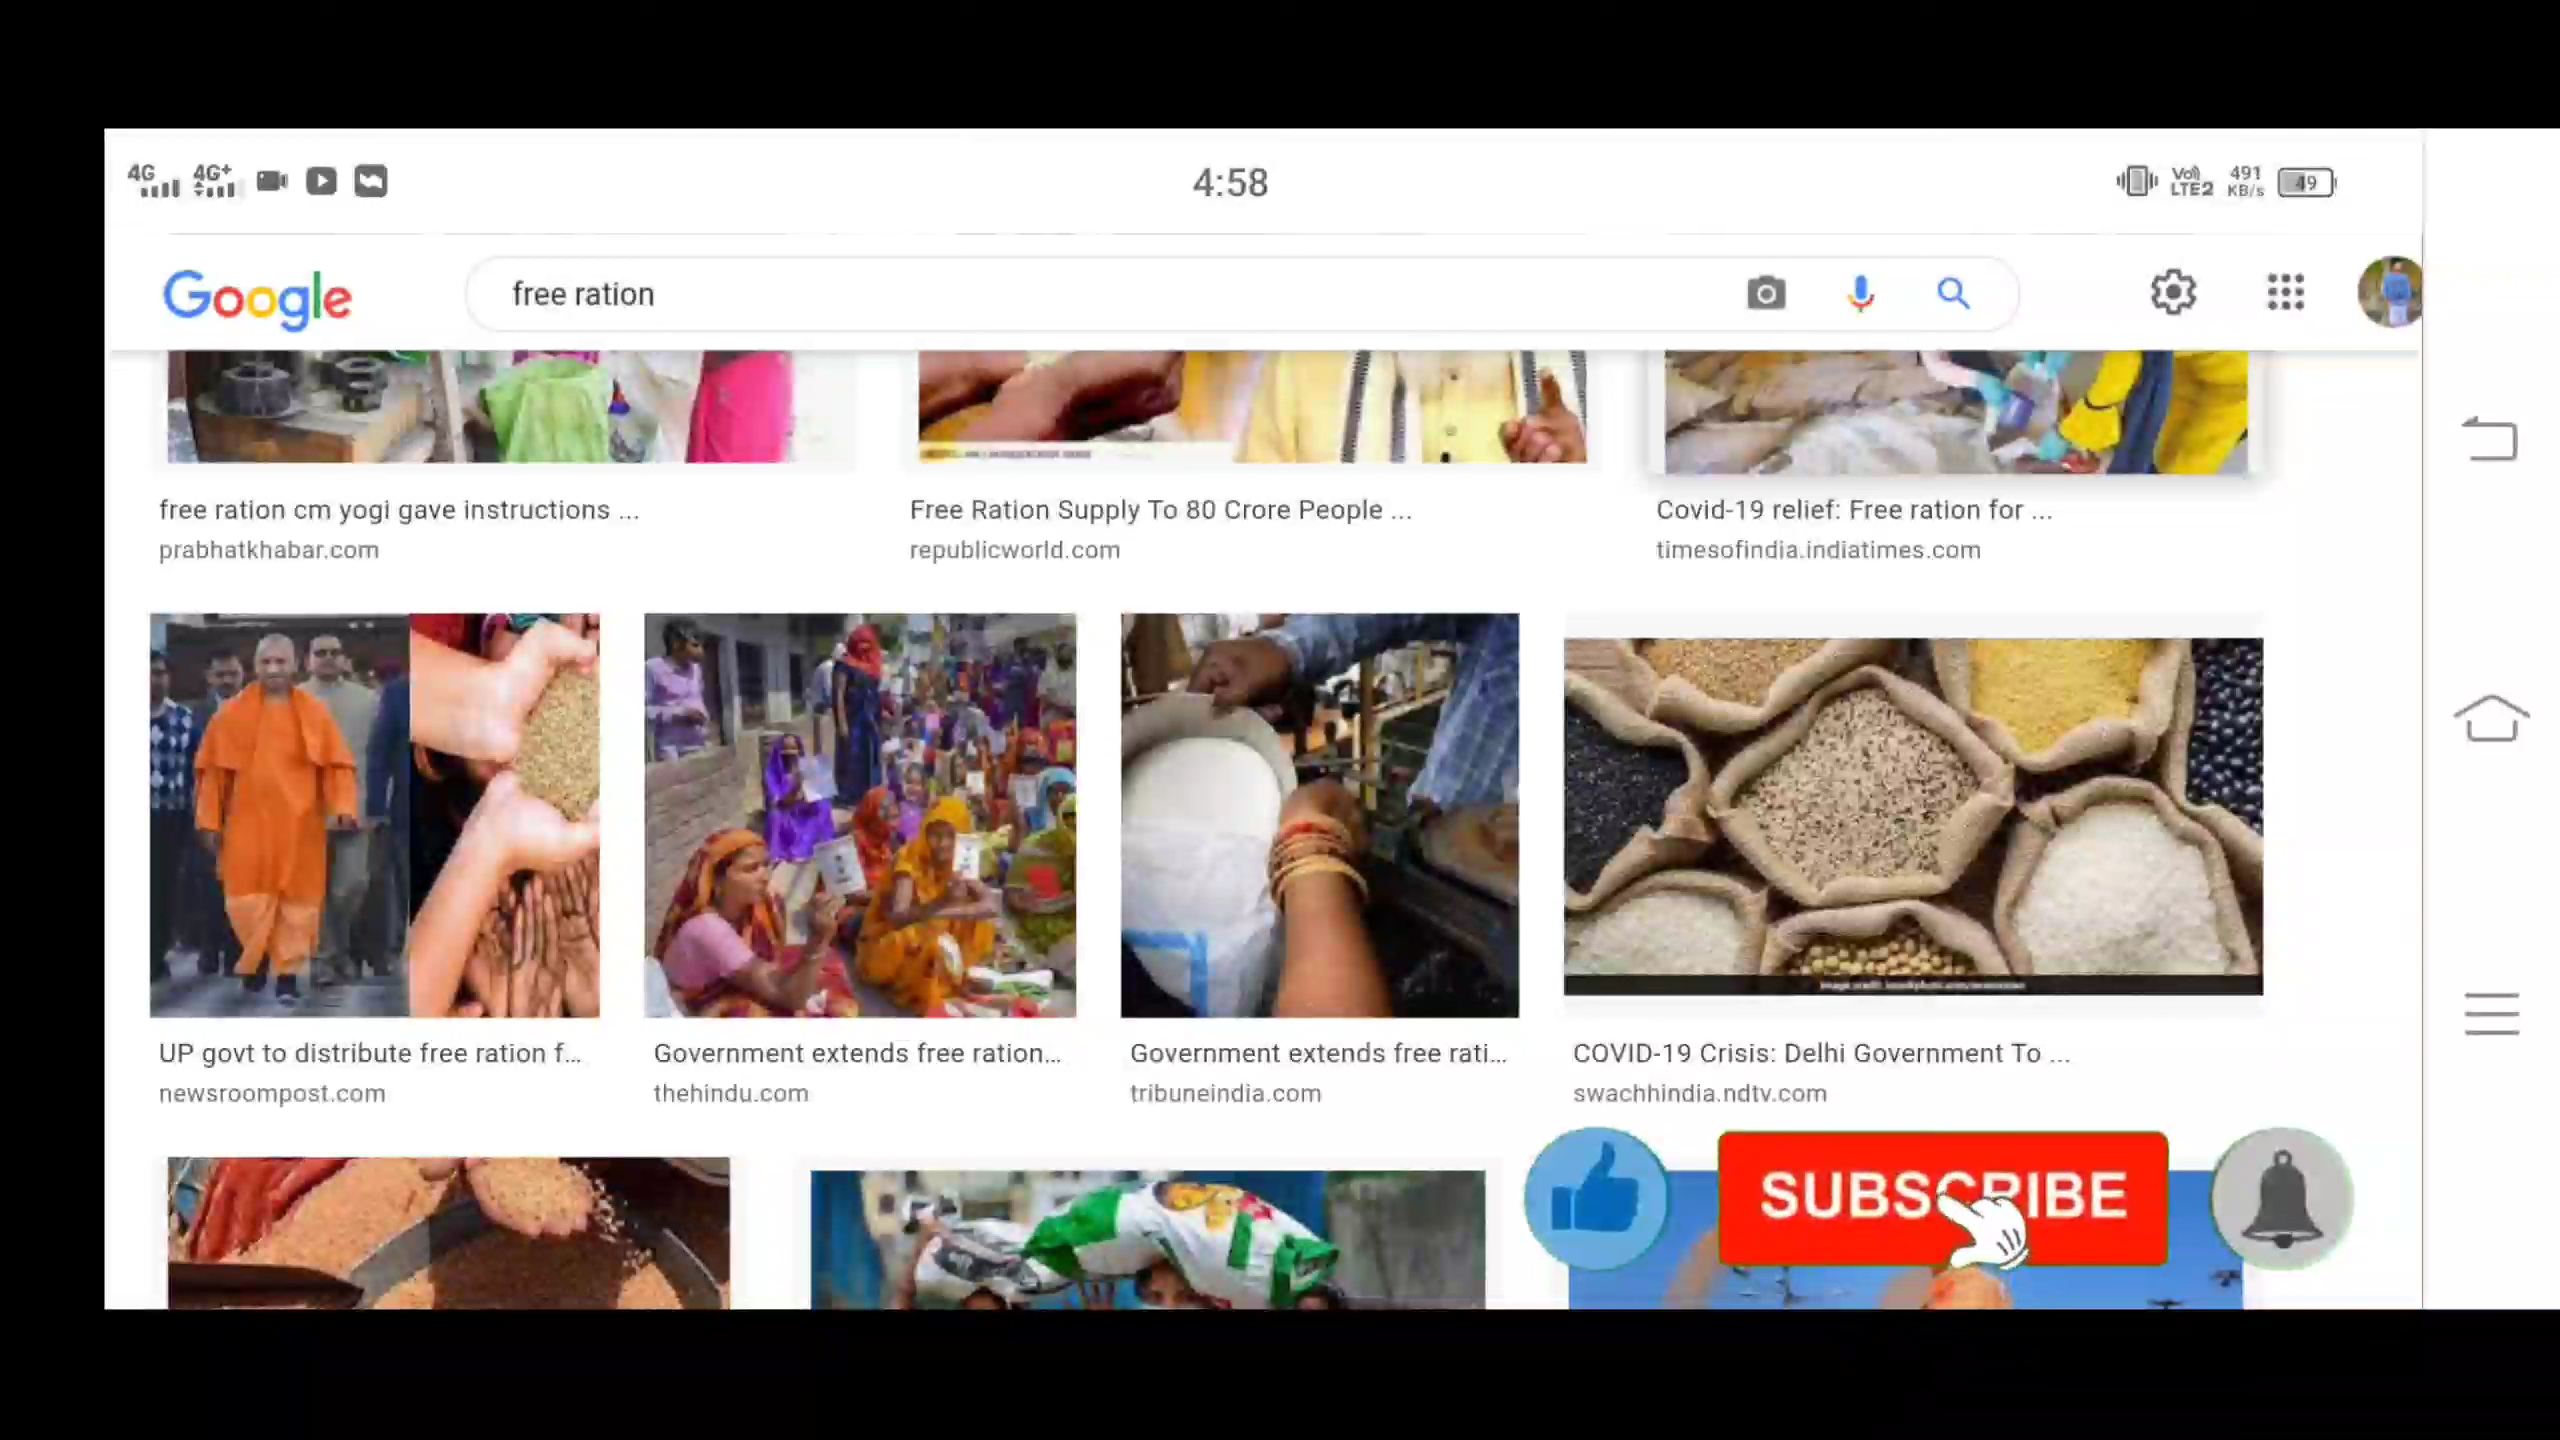 4G 4G+ 4:58 Vo) LTE2 491 KB/s 49
Google free ration
free ration cm yogi gave instructions ... Free Ration Supply To 80 Crore People ... Covid-19 relief: Free ration for ...
prabhatkhabar.com republicworld.com timesofindia.indiatimes.com
UP govt to distribute free ration f... Government extends free ration... Government extends free rati... COVID-19 Crisis: Delhi Government To ...
newsroompost.com thehindu.com tribuneindia.com swachhindia.ndtv.com
SUBSCRIBE